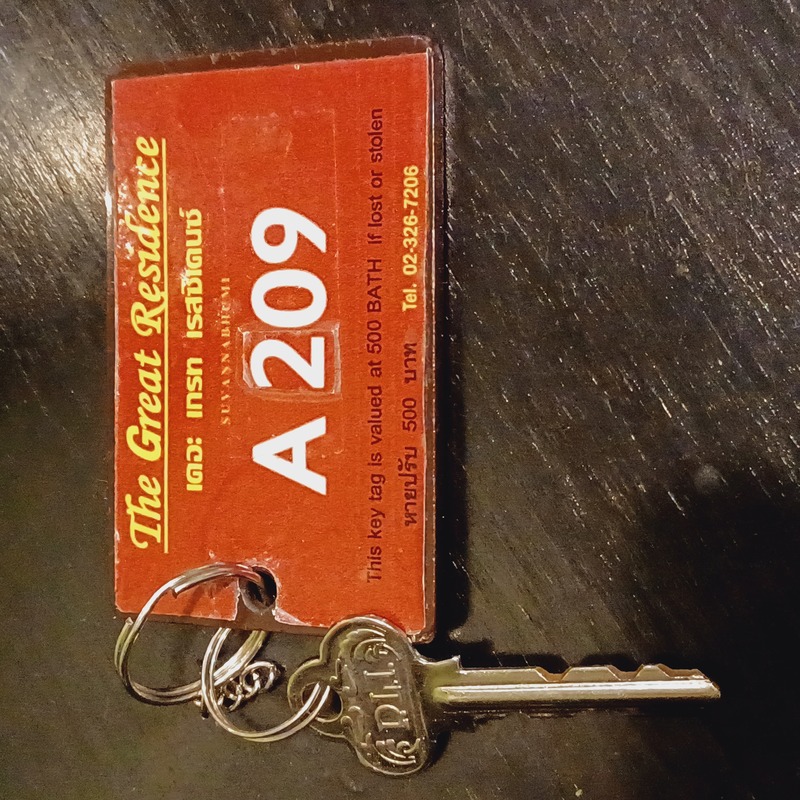 The Great Residence
เดอะ เกรท เรสซิเดนซ์
SUVANNABHUMI
A 209
This key tag is valued at 500 BATH If lost or stolen
หายปรับ 500 บาท Tel. 02-326-7206